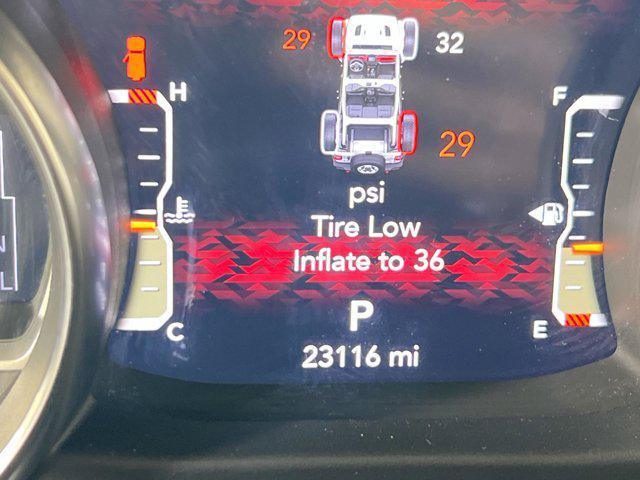 29 32
H F
29
psi
Tire Low
Inflate to 36
P
C E
23116 mi